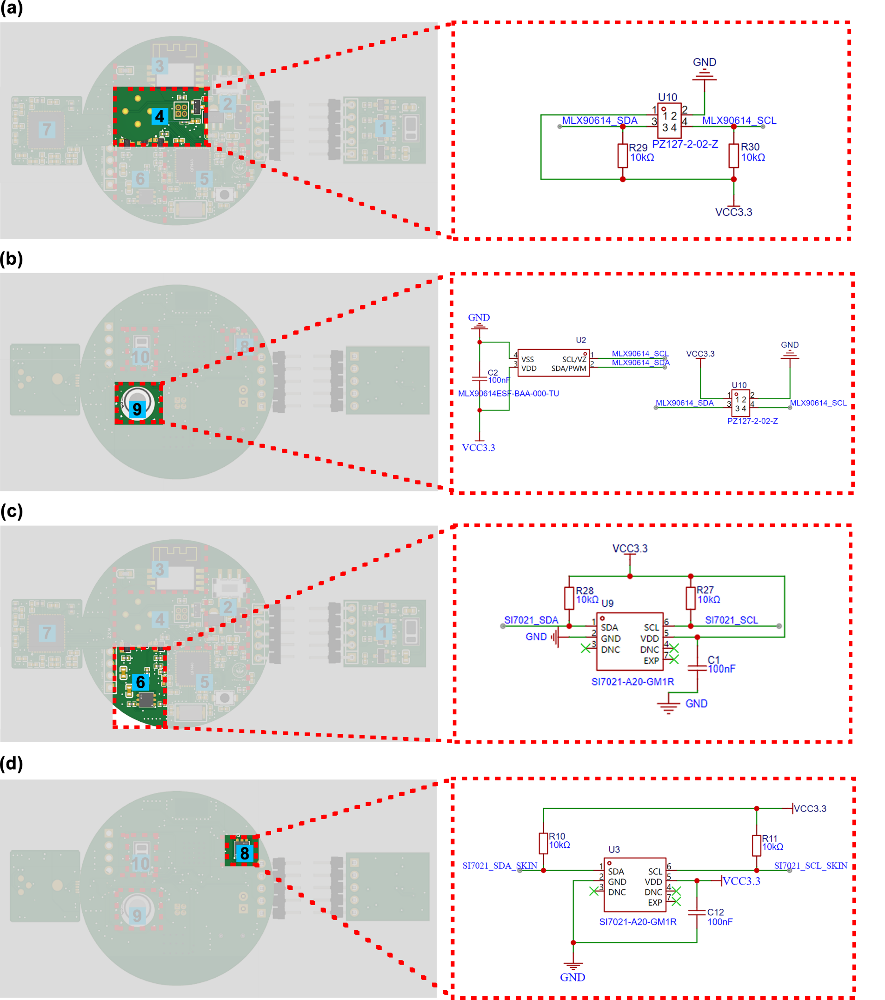 (a)
3
2
4
7
1
6
5
GND
U10
1 2
1 2
MLX90614_SDA
MLX90614_SCL
3 4
3 4
PZ127-2-02-Z
R29
10kΩ
R30
10kΩ
VCC3.3
(b)
10
8
9
GND
U2
4 VSS
3 VDD
SCL/VZ 1
SDA/PWM 2
MLX90614_SCL
MLX90614_SDA
C2
100nF
MLX90614ESF-BAA-000-TU
VCC3.3
VCC3.3
GND
U10
1 2
1 2
3 4
3 4
MLX90614_SDA
MLX90614_SCL
PZ127-2-02-Z
(c)
3
2
4
7
1
6
5
VCC3.3
R28
10kΩ
R27
10kΩ
U9
SI7021_SDA
SI7021_SCL
GND
1 SDA
2 GND
3 DNC
SCL 6
VDD 5
DNC 4
EXP 7
C1
100nF
SI7021-A20-GM1R
GND
(d)
8
10
9
VCC3.3
R10
10kΩ
R11
10kΩ
U3
SI7021_SDA_SKIN
SI7021_SCL_SKIN
1 SDA
2 GND
3 DNC
SCL 6
VDD 5
DNC 4
EXP 7
VCC3.3
C12
100nF
SI7021-A20-GM1R
GND